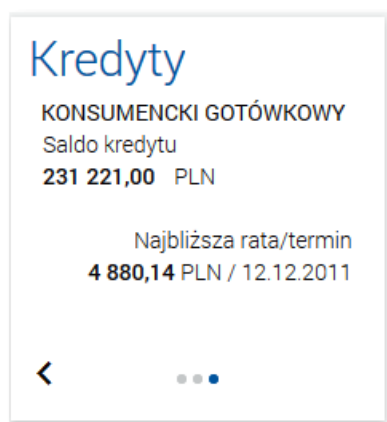 Kredyty
KONSUMENCKI GOTÓWKOWY
Saldo kredytu
231 221,00 PLN
Najbliższa rata/termin
4 880,14 PLN / 12.12.2011